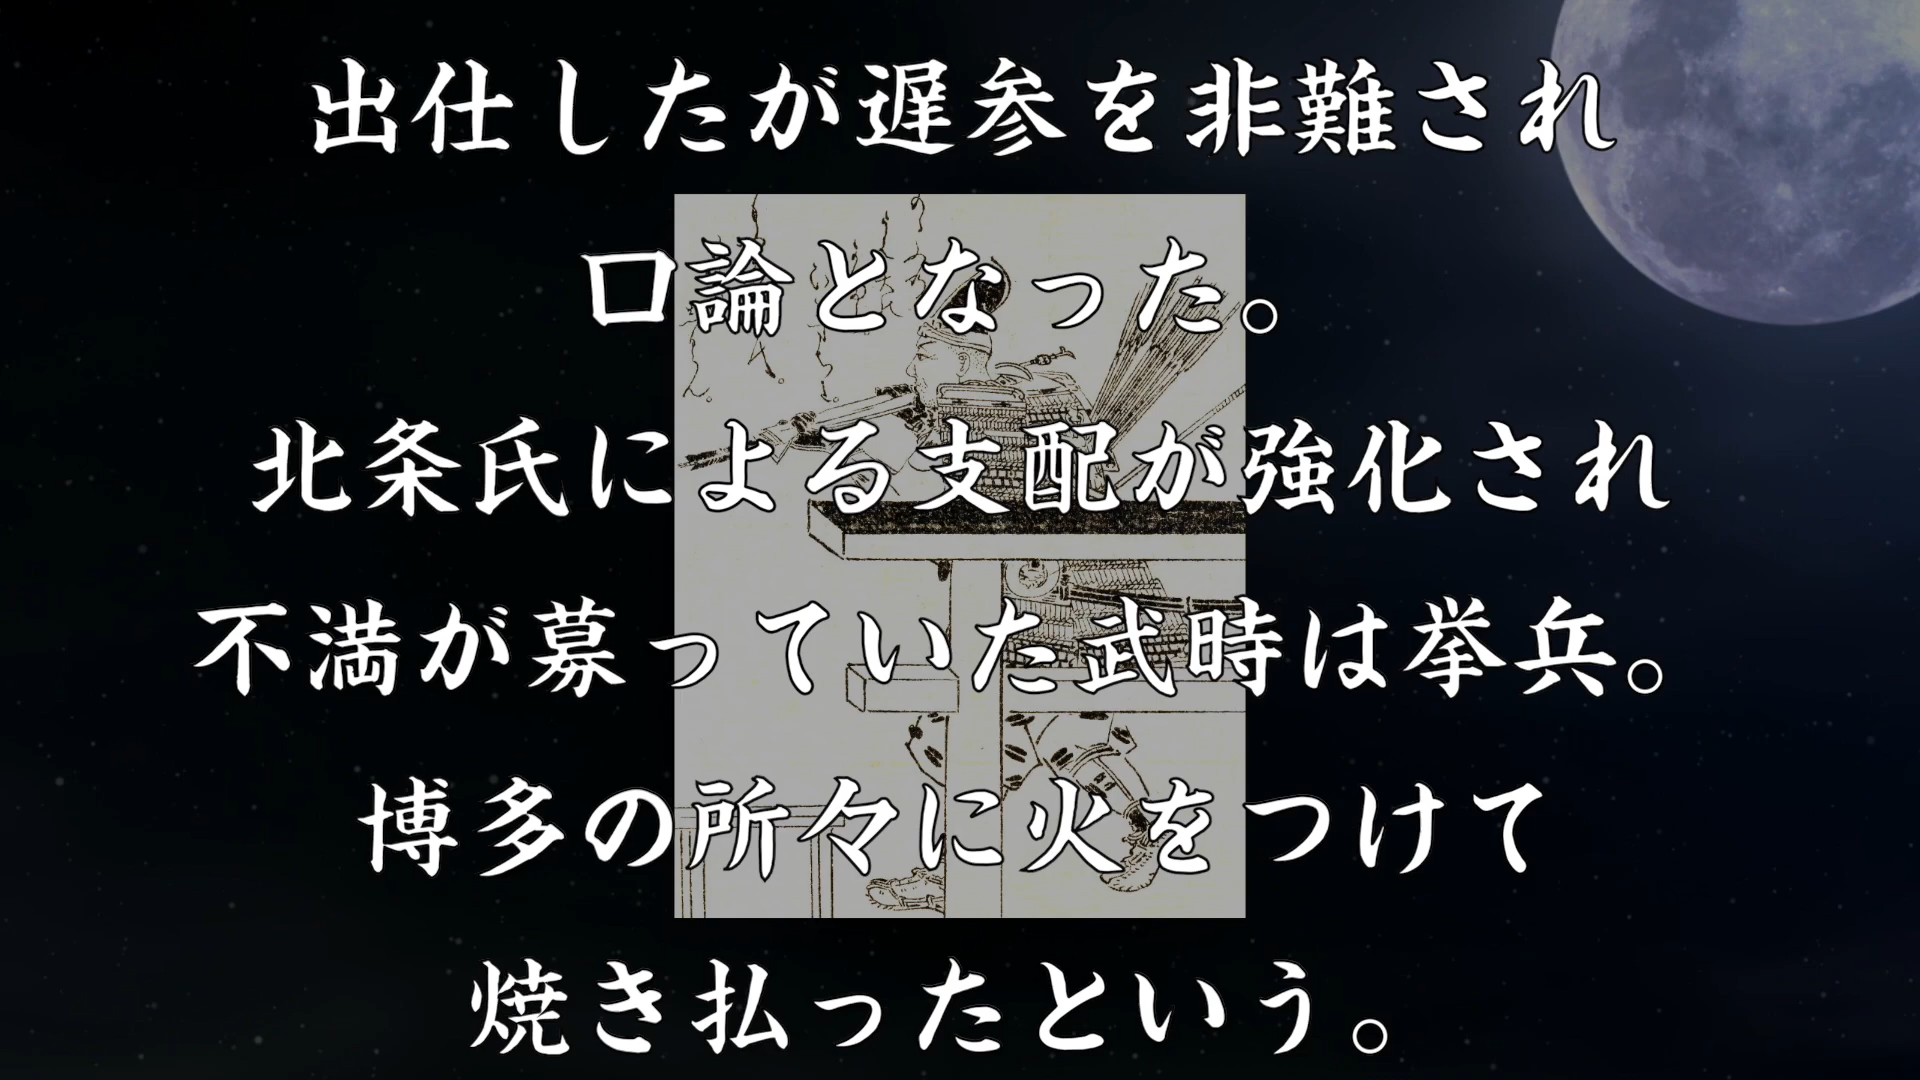 出仕したが遅参を非難され
口論となった。
北条氏による支配が強化され
不満が募っていた武時は挙兵。
博多の所々に火をつけて
焼き払ったという。